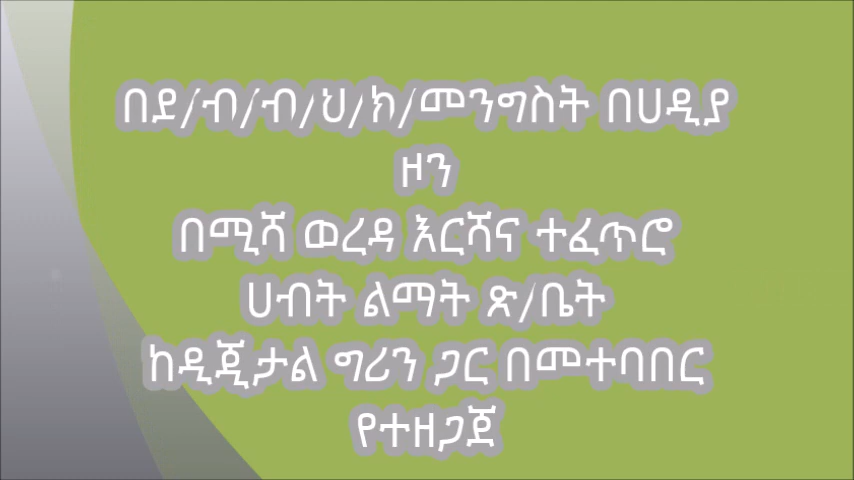 በደ/ብ/ብ/ህ/ክ/መንግስት በሀዲያ
ዞን
በሚሻ ወረዳ እርሻና ተፈጥሮ
ሀብት ልማት ጽ/ቤት
ከዲጂታል ግሪን ጋር በመተባበር
የተዘጋጀ